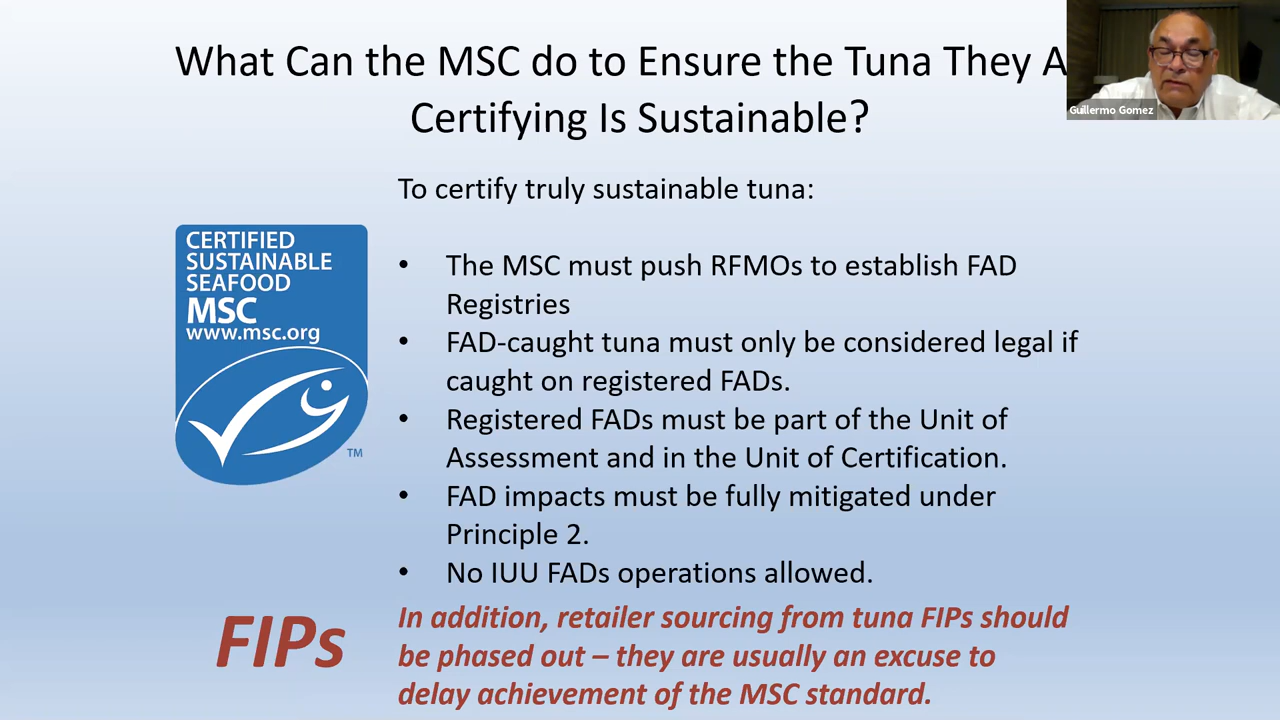 What Can the MSC do to Ensure the Tuna They A
Certifying Is Sustainable?
Guillermo Gomez
To certify truly sustainable tuna:
CERTIFIED
SUSTAINABLE
SEAFOOD
MSC
www.msc.org
TM
• The MSC must push RFMOs to establish FAD
Registries
• FAD-caught tuna must only be considered legal if
caught on registered FADs.
• Registered FADs must be part of the Unit of
Assessment and in the Unit of Certification.
• FAD impacts must be fully mitigated under
Principle 2.
• No IUU FADs operations allowed.
FIPs
In addition, retailer sourcing from tuna FIPs should
be phased out – they are usually an excuse to
delay achievement of the MSC standard.